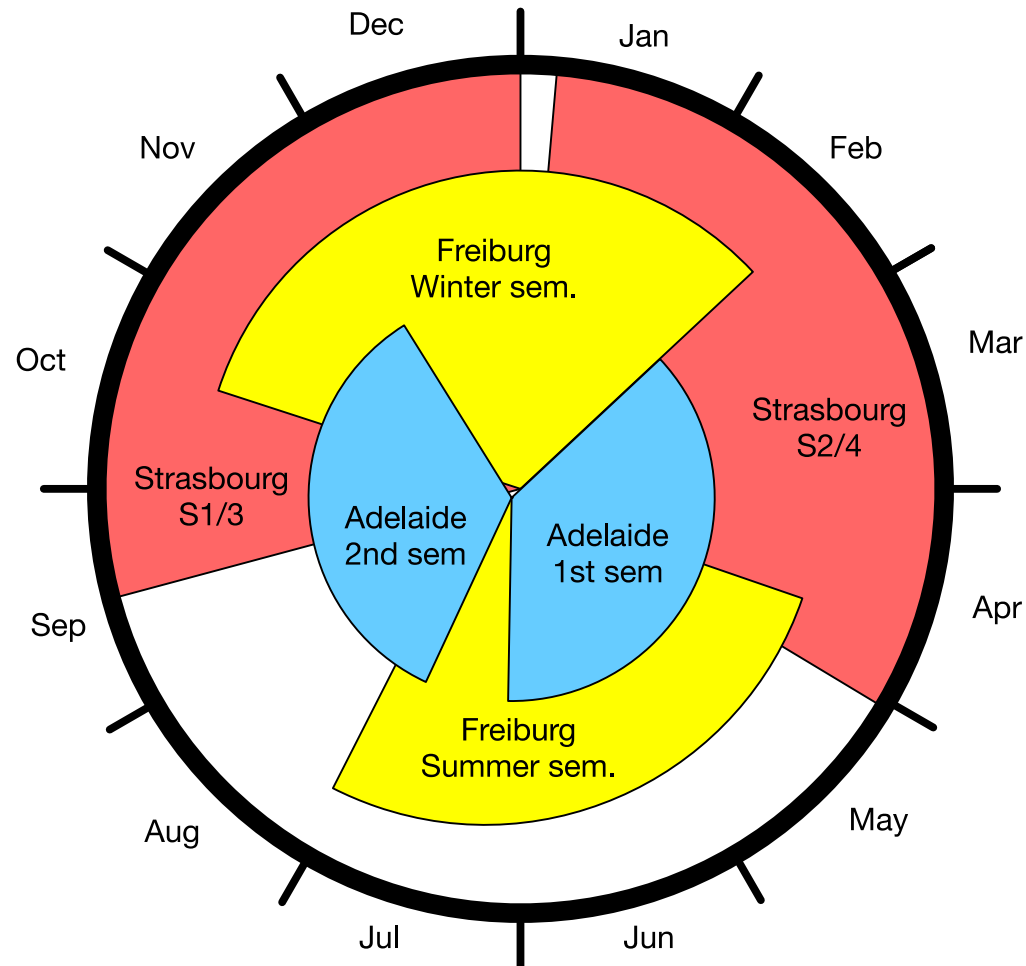 Dec
Jan
Nov
Feb
Freiburg
Winter sem.
Oct
Mar
Strasbourg
S2/4
Strasbourg
S1/3
Adelaide
2nd sem
Adelaide
1st sem
Sep
Apr
Freiburg
Summer sem.
Aug
May
Jul
Jun